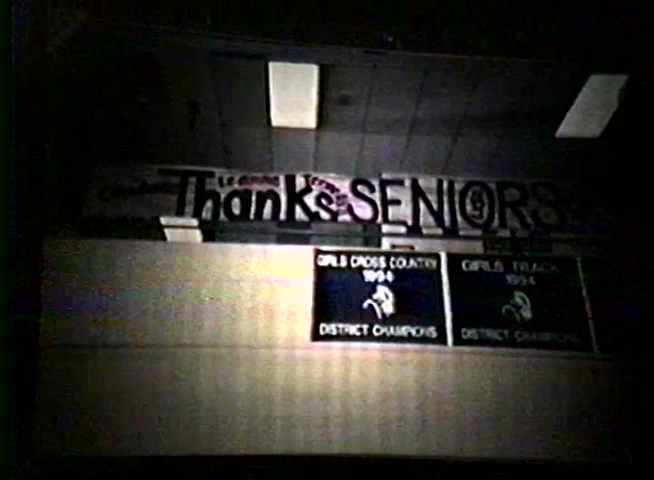 Thanks SENIORS
GIRLS CROSS COUNTRY
1994
DISTRICT CHAMPIONS
GIRLS TRACK
1994
DISTRICT CHAMPIONS